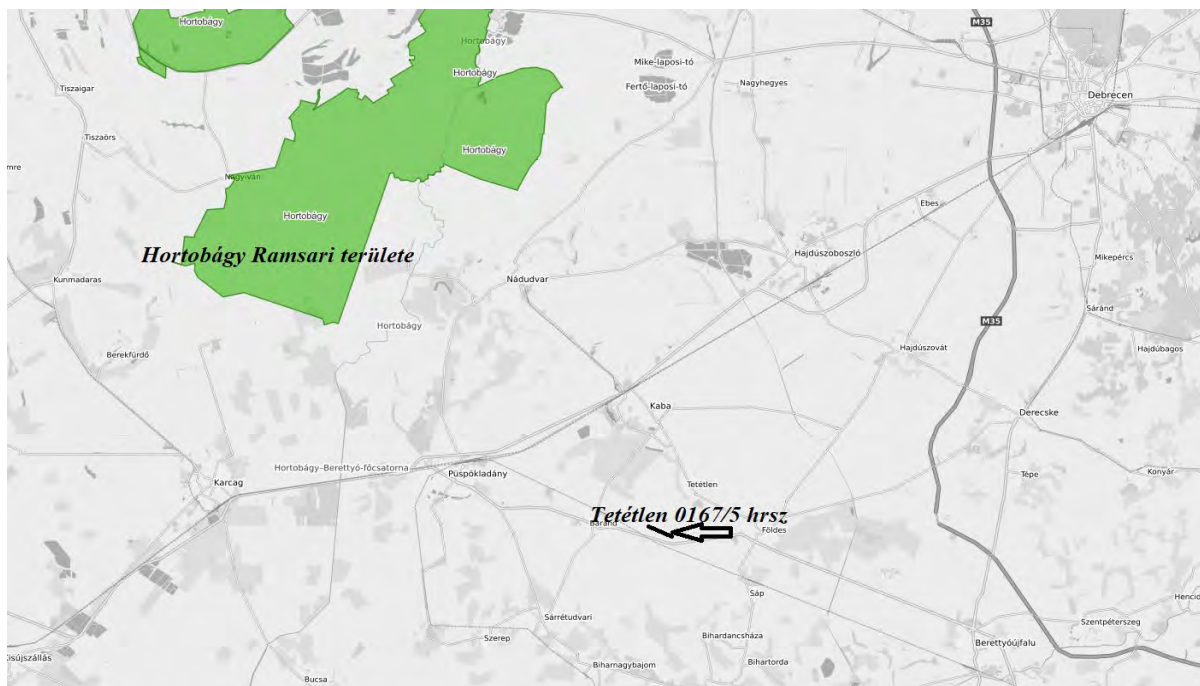 Hortobágy
M35
Hortobágy
Mike-laposi-tó
Hortobágy
Nagyhegyes
Tiszaigar
Fertő-laposi-tó
Debrecen
Tiszaörs
Hortobágy
Nagyiván
Ebes
Hortobágy
Hortobágy Ramsari területe
Hajdúszoboszló
Mikepércs
Kunmadaras
Nádudvar
Sáránd
M35
Hortobágy
Hajdúszovát
Hajdúbagos
Berekfürdő
Kaba
Derecske
Hortobágy-Berettyó-főcsatorna
Püspökladány
Tépe
Konyár
Karcag
Tetétlen
Tetétlen 0167/5 hrsz
Báránd
Földes
Sáp
Hencid
Sárrétudvari
Szentpéterszeg
Szerep
Bihardancsháza
Berettyóújfalu
Kisújszállás
Biharnagybajom
Bihartorda
Bucsa